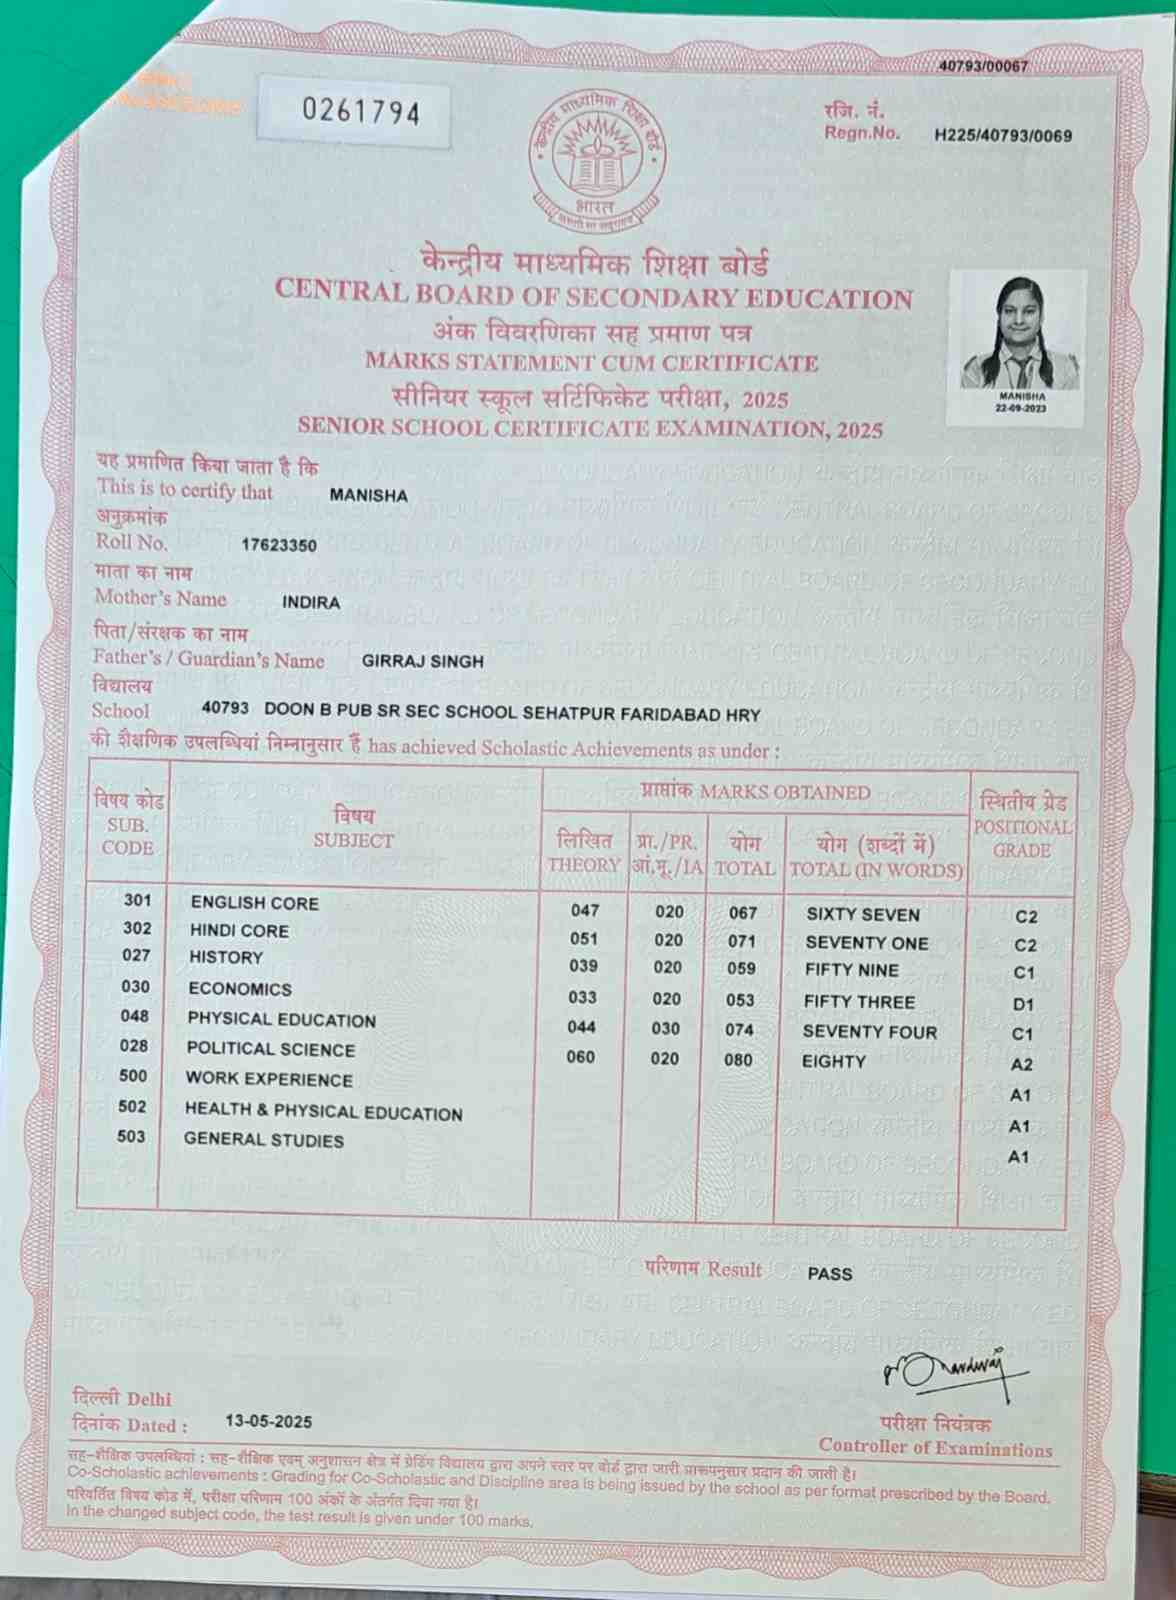 40793/00067
0261794
रजि. नं.
Regn.No. H225/40793/0069
केन्द्रीय माध्यमिक शिक्षा बोर्ड
भारत
केन्द्रीय माध्यमिक शिक्षा बोर्ड
CENTRAL BOARD OF SECONDARY EDUCATION
अंक विवरणिका सह प्रमाण पत्र
MARKS STATEMENT CUM CERTIFICATE
सीनियर स्कूल सर्टिफिकेट परीक्षा, 2025
SENIOR SCHOOL CERTIFICATE EXAMINATION, 2025
MANISHA
22-09-2023
यह प्रमाणित किया जाता है कि
This is to certify that MANISHA
अनुक्रमांक
Roll No. 17623350
माता का नाम
Mother's Name INDIRA
पिता/संरक्षक का नाम
Father's / Guardian's Name GIRRAJ SINGH
विद्यालय
School 40793 DOON B PUB SR SEC SCHOOL SEHATPUR FARIDABAD HRY
की शैक्षणिक उपलब्धियां निम्नानुसार हैं has achieved Scholastic Achievements as under :
विषय कोड SUB. CODE
विषय SUBJECT
प्राप्तांक MARKS OBTAINED
लिखित THEORY
प्रा./PR. आं.मू./IA
योग TOTAL
योग (शब्दों में) TOTAL (IN WORDS)
स्थितीय ग्रेड POSITIONAL GRADE
301 ENGLISH CORE 047 020 067 SIXTY SEVEN C2
302 HINDI CORE 051 020 071 SEVENTY ONE C2
027 HISTORY 039 020 059 FIFTY NINE C1
030 ECONOMICS 033 020 053 FIFTY THREE D1
048 PHYSICAL EDUCATION 044 030 074 SEVENTY FOUR C1
028 POLITICAL SCIENCE 060 020 080 EIGHTY A2
500 WORK EXPERIENCE A1
502 HEALTH & PHYSICAL EDUCATION A1
503 GENERAL STUDIES A1
परिणाम Result PASS
दिल्ली Delhi
दिनांक Dated : 13-05-2025
परीक्षा नियंत्रक
Controller of Examinations
सह-शैक्षिक उपलब्धियां : सह-शैक्षिक एवम् अनुशासन क्षेत्र में ग्रेडिंग विद्यालय द्वारा अपने स्तर पर बोर्ड द्वारा जारी प्रारूपनुसार प्रदान की जाती है।
Co-Scholastic achievements : Grading for Co-Scholastic and Discipline area is being issued by the school as per format prescribed by the Board.
परिवर्तित विषय कोड में, परीक्षा परिणाम 100 अंकों के अंतर्गत दिया गया है।
In the changed subject code, the test result is given under 100 marks.